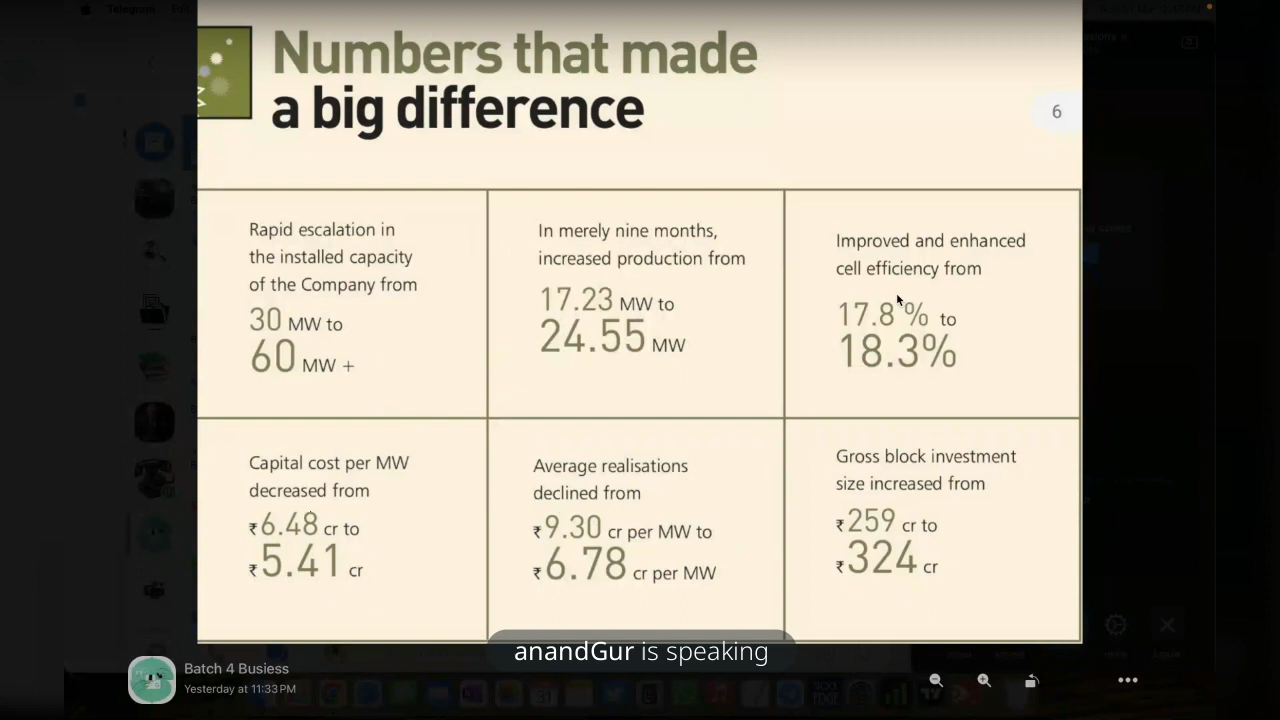 Telegram
Numbers that made
a big difference
6
Rapid escalation in
the installed capacity
of the Company from
30 MW to
60 MW +
In merely nine months,
increased production from
17.23 MW to
24.55 MW
Improved and enhanced
cell efficiency from
17.8 % to
18.3%
Capital cost per MW
decreased from
₹6.48 cr to
₹5.41 cr
Average realisations
declined from
₹9.30 cr per MW to
₹6.78 cr per MW
Gross block investment
size increased from
₹259 cr to
₹324 cr
anandGur is speaking
Batch 4 Busiess
Yesterday at 11:33 PM